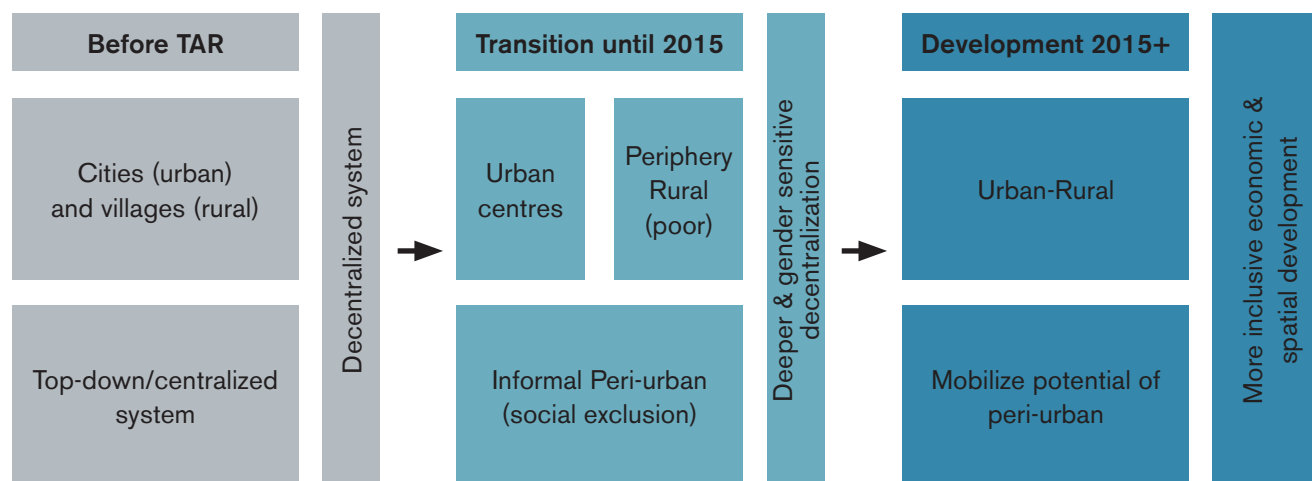 Before TAR
Cities (urban)
and villages (rural)
Top-down/centralized
system
Decentralized system
Transition until 2015
Urban
centres
Periphery
Rural
(poor)
Informal Peri-urban
(social exclusion)
Deeper & gender sensitive
decentralization
Development 2015+
Urban-Rural
Mobilize potential of
peri-urban
More inclusive economic &
spatial development